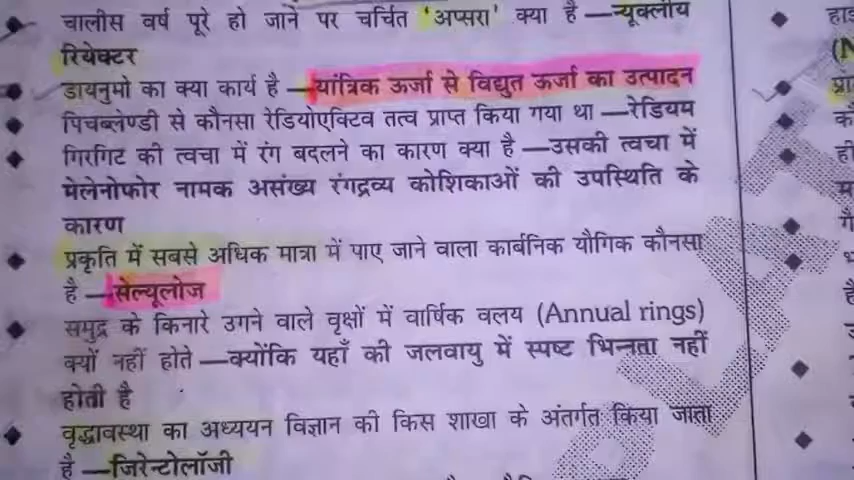 चालीस वर्ष पूरे हो जाने पर चर्चित ‘अप्सरा’ क्या है —न्यूक्लीय
रियेक्टर
डायनुमो का क्या कार्य है —यांत्रिक ऊर्जा से विद्युत ऊर्जा का उत्पादन
पिचब्लेण्डी से कौनसा रेडियोएक्टिव तत्व प्राप्त किया गया था —रेडियम
गिरगिट की त्वचा में रंग बदलने का कारण क्या है —उसकी त्वचा में
मेलेनोफोर नामक असंख्य रंगद्रव्य कोशिकाओं की उपस्थिति के
कारण
प्रकृति में सबसे अधिक मात्रा में पाए जाने वाला कार्बनिक यौगिक कौनसा
है —सेल्यूलोज
समुद्र के किनारे उगने वाले वृक्षों में वार्षिक वलय (Annual rings)
क्यों नहीं होते —क्योंकि यहाँ की जलवायु में स्पष्ट भिन्नता नहीं
होती है
वृद्धावस्था का अध्ययन विज्ञान की किस शाखा के अंतर्गत किया जाता
है —जिरेन्टोलॉजी